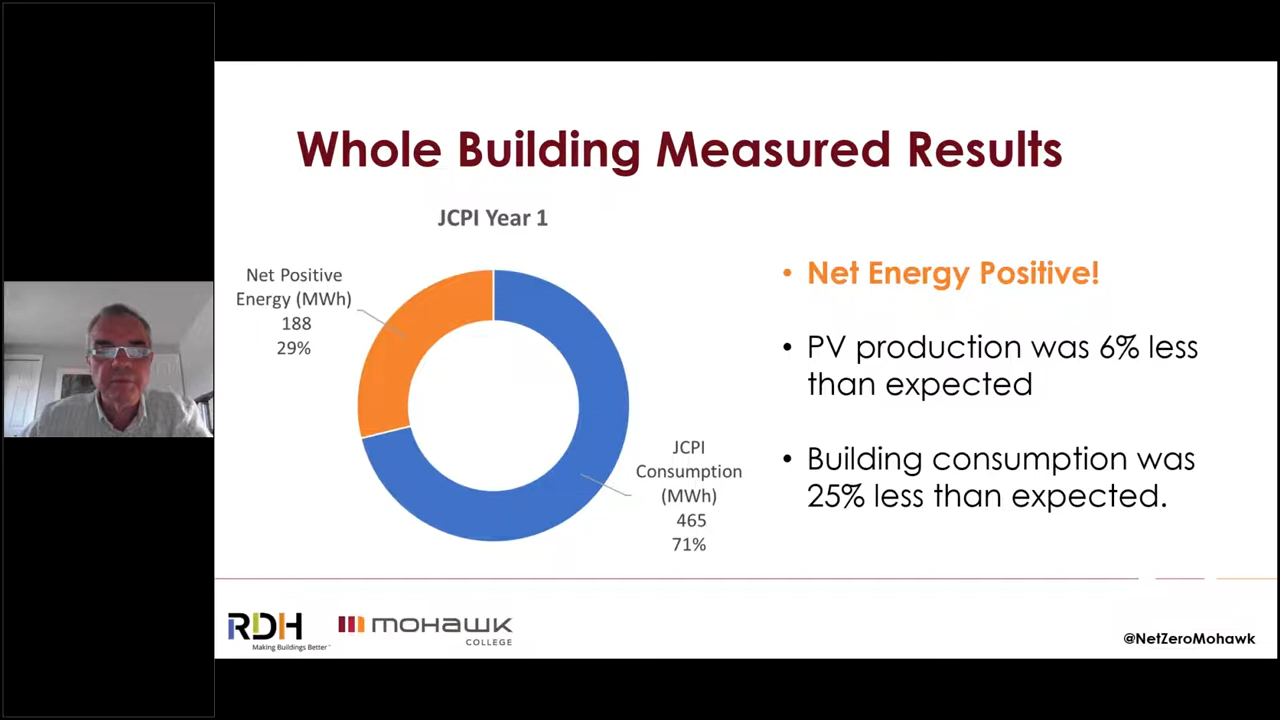 Whole Building Measured Results
JCPI Year 1
Net Positive
Energy (MWh)
188
29%
JCPI
Consumption
(MWh)
465
71%
• Net Energy Positive!
• PV production was 6% less
than expected
• Building consumption was
25% less than expected.
RDH
Making Buildings Better™
mohawk
COLLEGE
@NetZeroMohawk